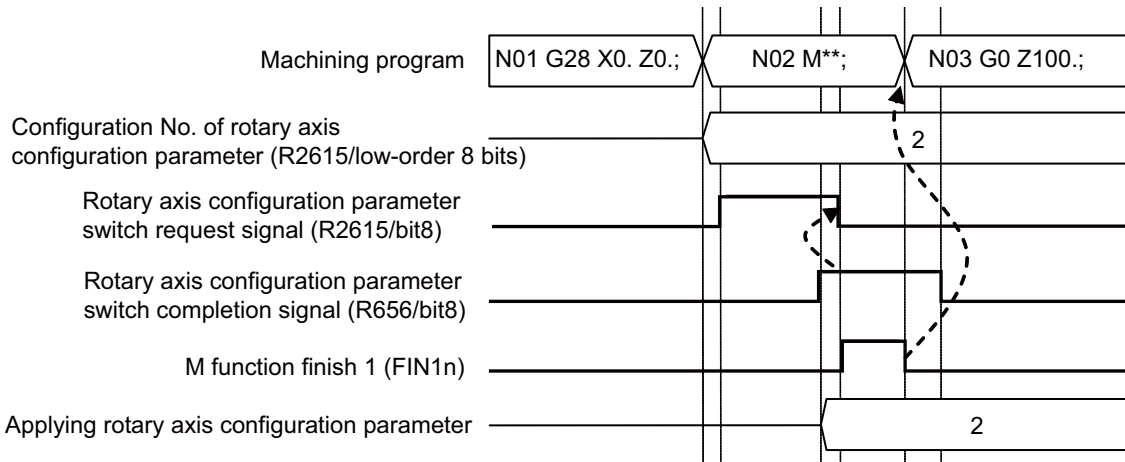 Machining program
N01 G28 X0. Z0.;
N02 M**;
N03 G0 Z100.;
Configuration No. of rotary axis
configuration parameter (R2615/low-order 8 bits)
2
Rotary axis configuration parameter
switch request signal (R2615/bit8)
Rotary axis configuration parameter
switch completion signal (R656/bit8)
M function finish 1 (FIN1n)
Applying rotary axis configuration parameter
2